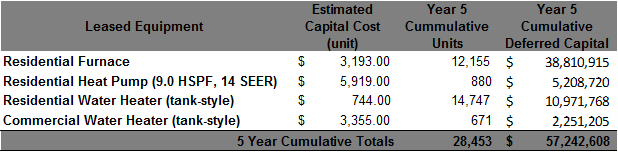 Estimated Year 5 Year 5
Leased Equipment Capital Cost Cummulative Cumulative
(unit) Units Deferred Capital
Residential Furnace $ 3,193.00 12,155 $ 38,810,915
Residential Heat Pump (9.0 HSPF, 14 SEER) $ 5,919.00 880 $ 5,208,720
Residential Water Heater (tank-style) $ 744.00 14,747 $ 10,971,768
Commercial Water Heater (tank-style) $ 3,355.00 671 $ 2,251,205
5 Year Cumulative Totals 28,453 $ 57,242,608